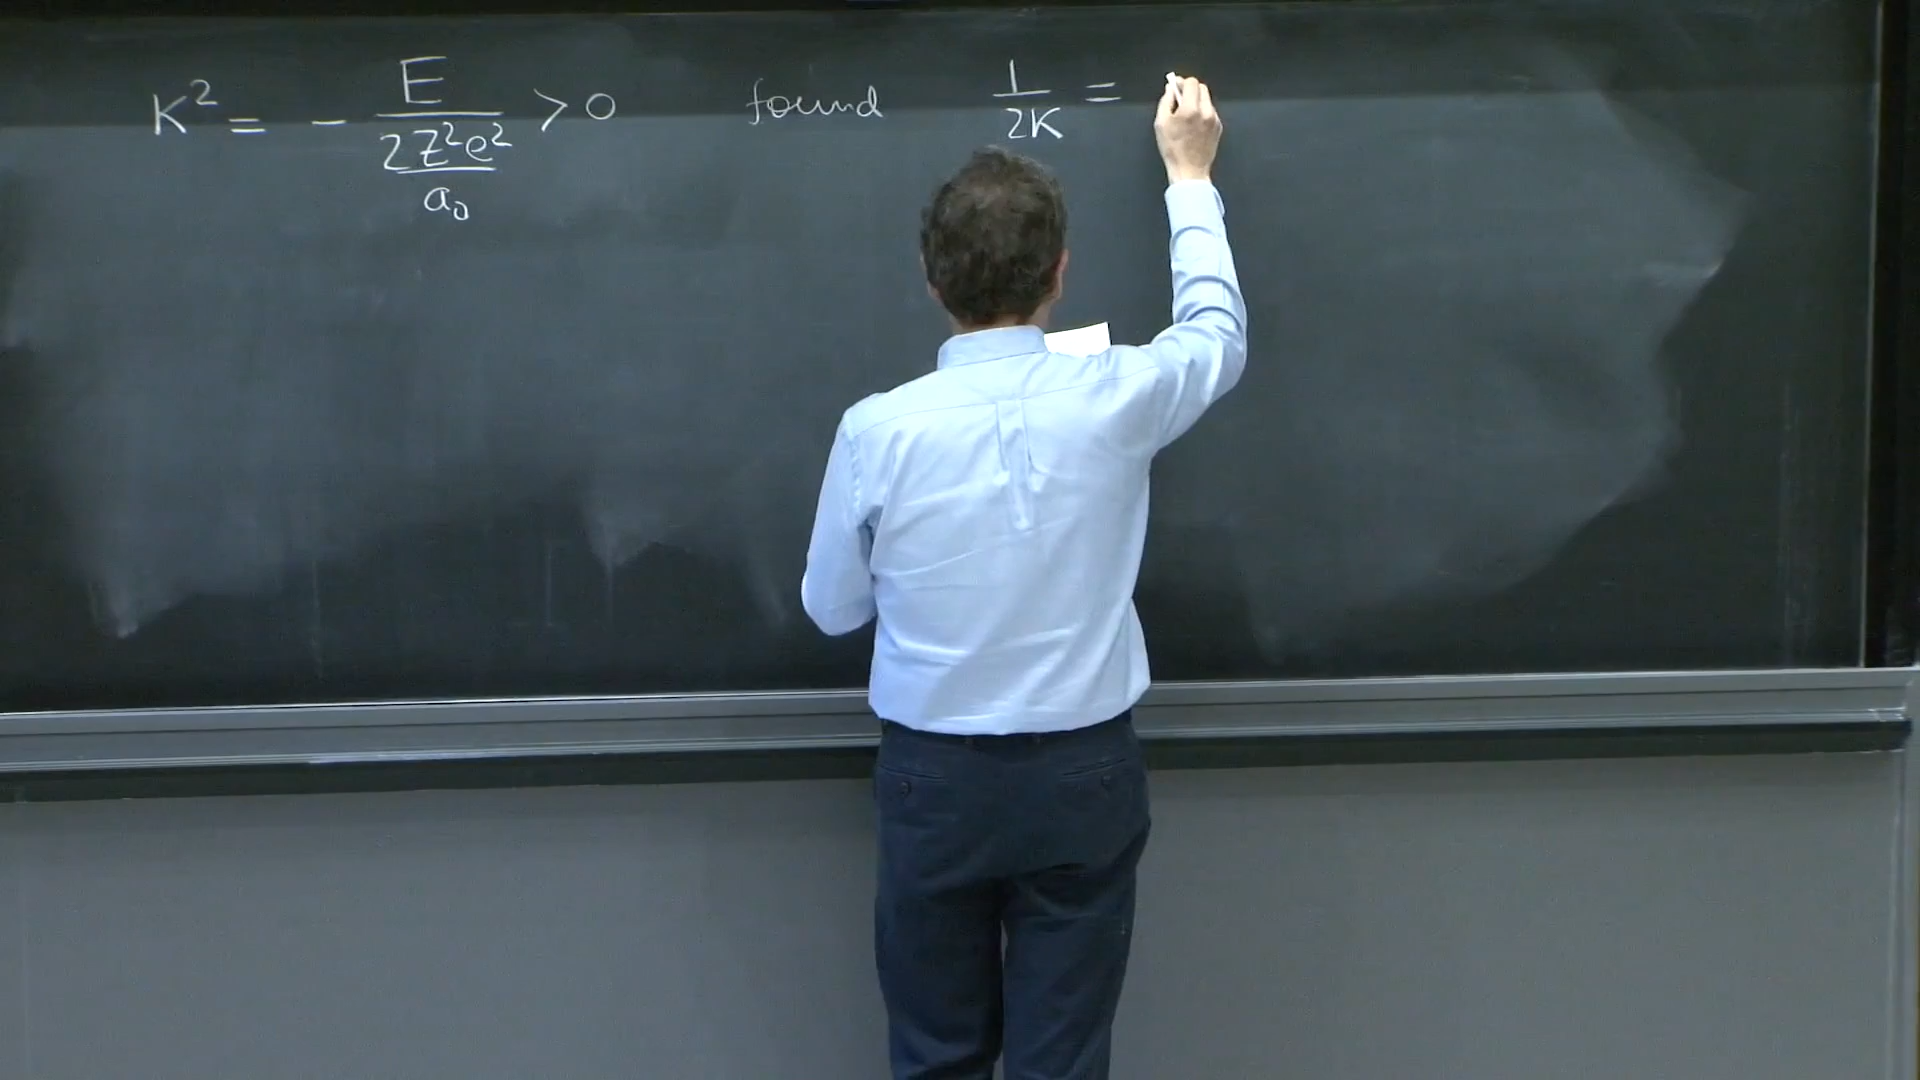 K² = - E / (2Z²e² / a₀) > 0 found 1/2K =